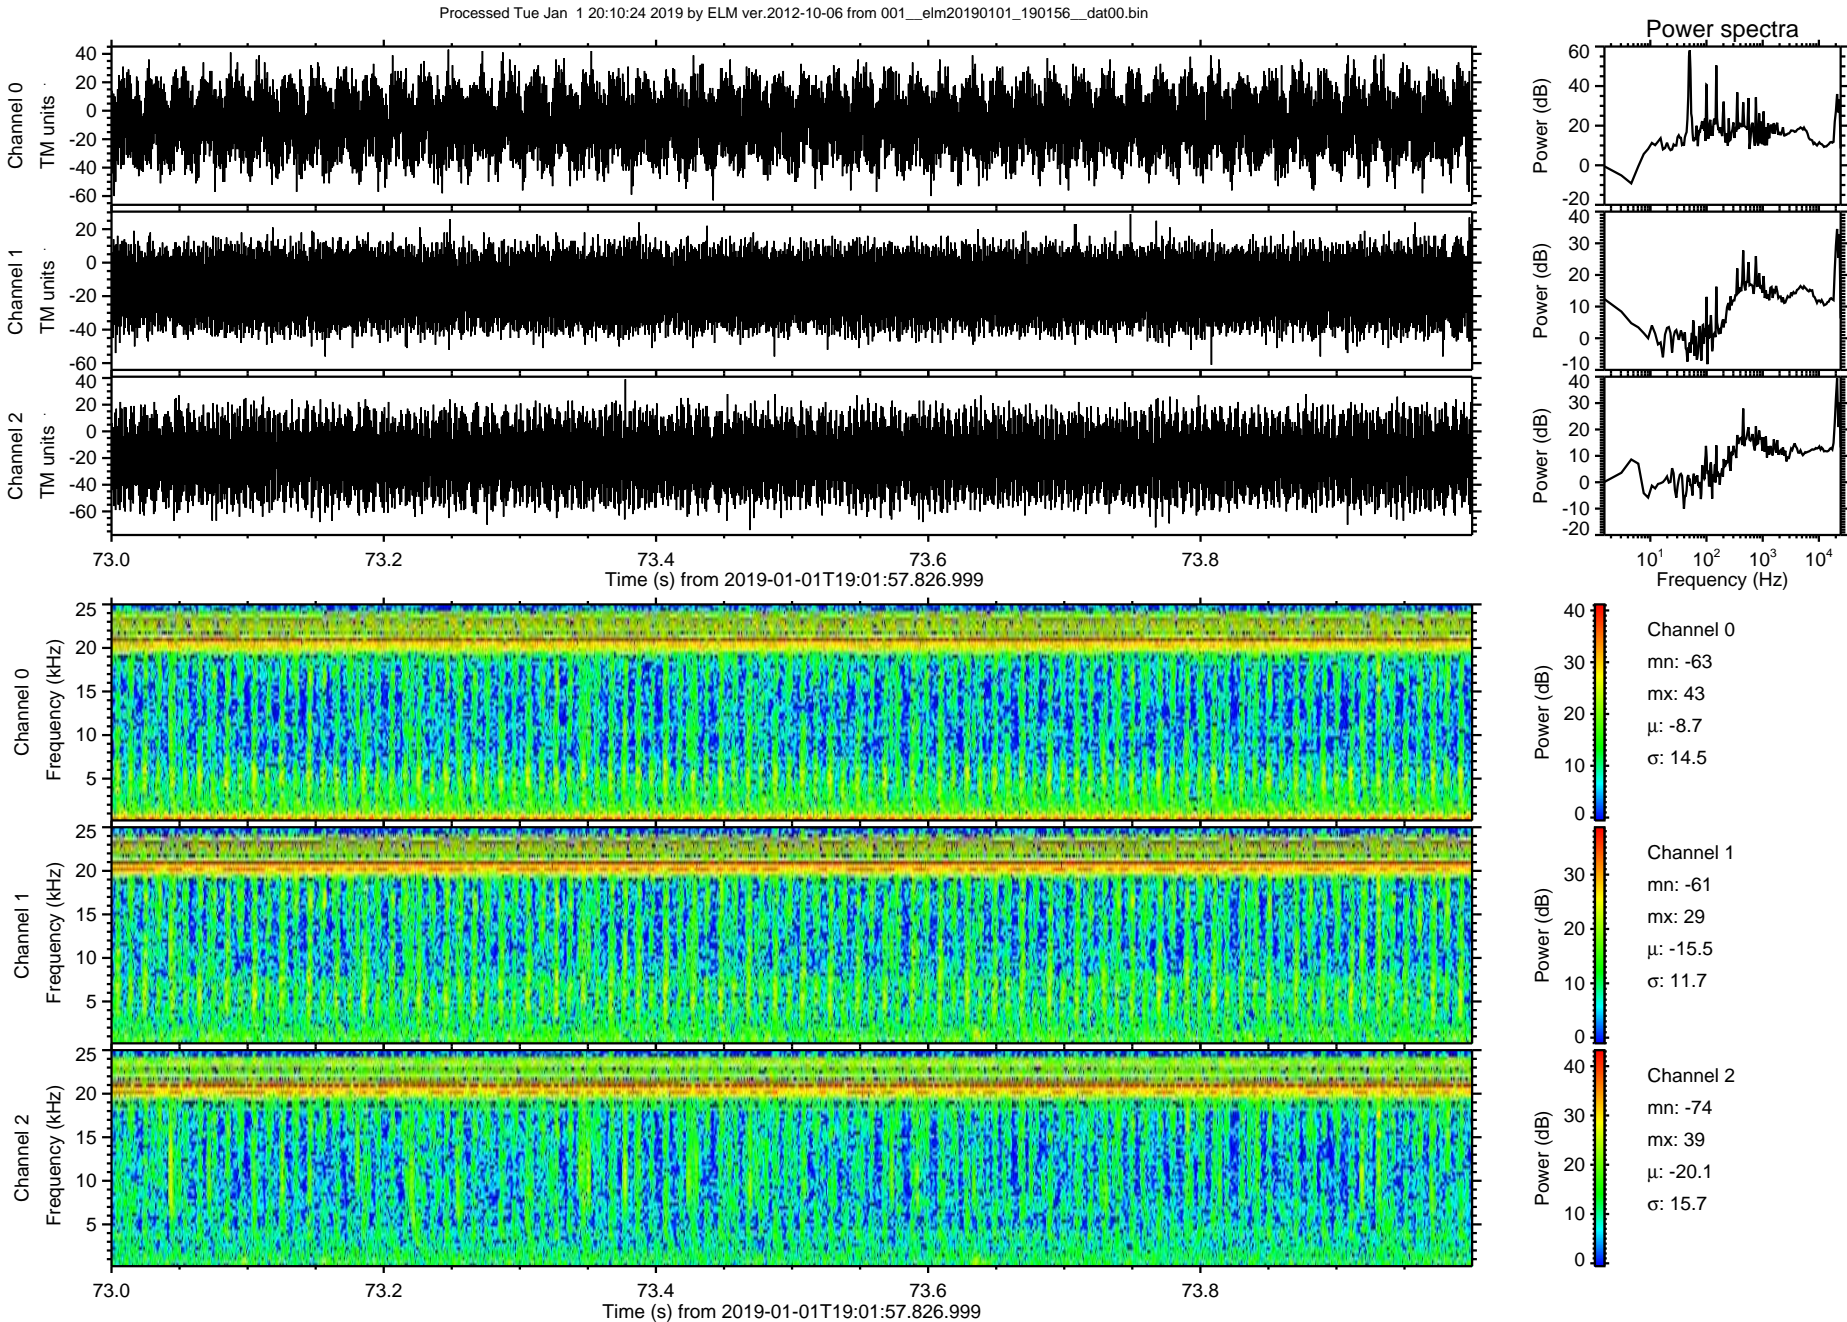 Processed Tue Jan  1 20:10:24 2019 by ELM ver.2012-10-06 from 001__elm20190101_190156__dat00.bin
Power spectra
Channel 0
TM units
40
20
0
-20
-40
-60
Power (dB)
60
40
20
0
-20
Channel 1
TM units
20
0
-20
-40
-60
Power (dB)
40
30
20
10
0
-10
Channel 2
TM units
40
20
0
-20
-40
-60
Power (dB)
40
30
20
10
0
-10
-20
73.0 73.2 73.4 73.6 73.8
Time (s) from 2019-01-01T19:01:57.826.999
10¹ 10² 10³ 10⁴
Frequency (Hz)
Channel 0
Frequency (kHz)
25
20
15
10
5
Power (dB)
40
30
20
10
0
Channel 0
mn: -63
mx: 43
μ: -8.7
σ: 14.5
Channel 1
Frequency (kHz)
25
20
15
10
5
Power (dB)
30
20
10
0
Channel 1
mn: -61
mx: 29
μ: -15.5
σ: 11.7
Channel 2
Frequency (kHz)
25
20
15
10
5
Power (dB)
40
30
20
10
0
Channel 2
mn: -74
mx: 39
μ: -20.1
σ: 15.7
73.0 73.2 73.4 73.6 73.8
Time (s) from 2019-01-01T19:01:57.826.999